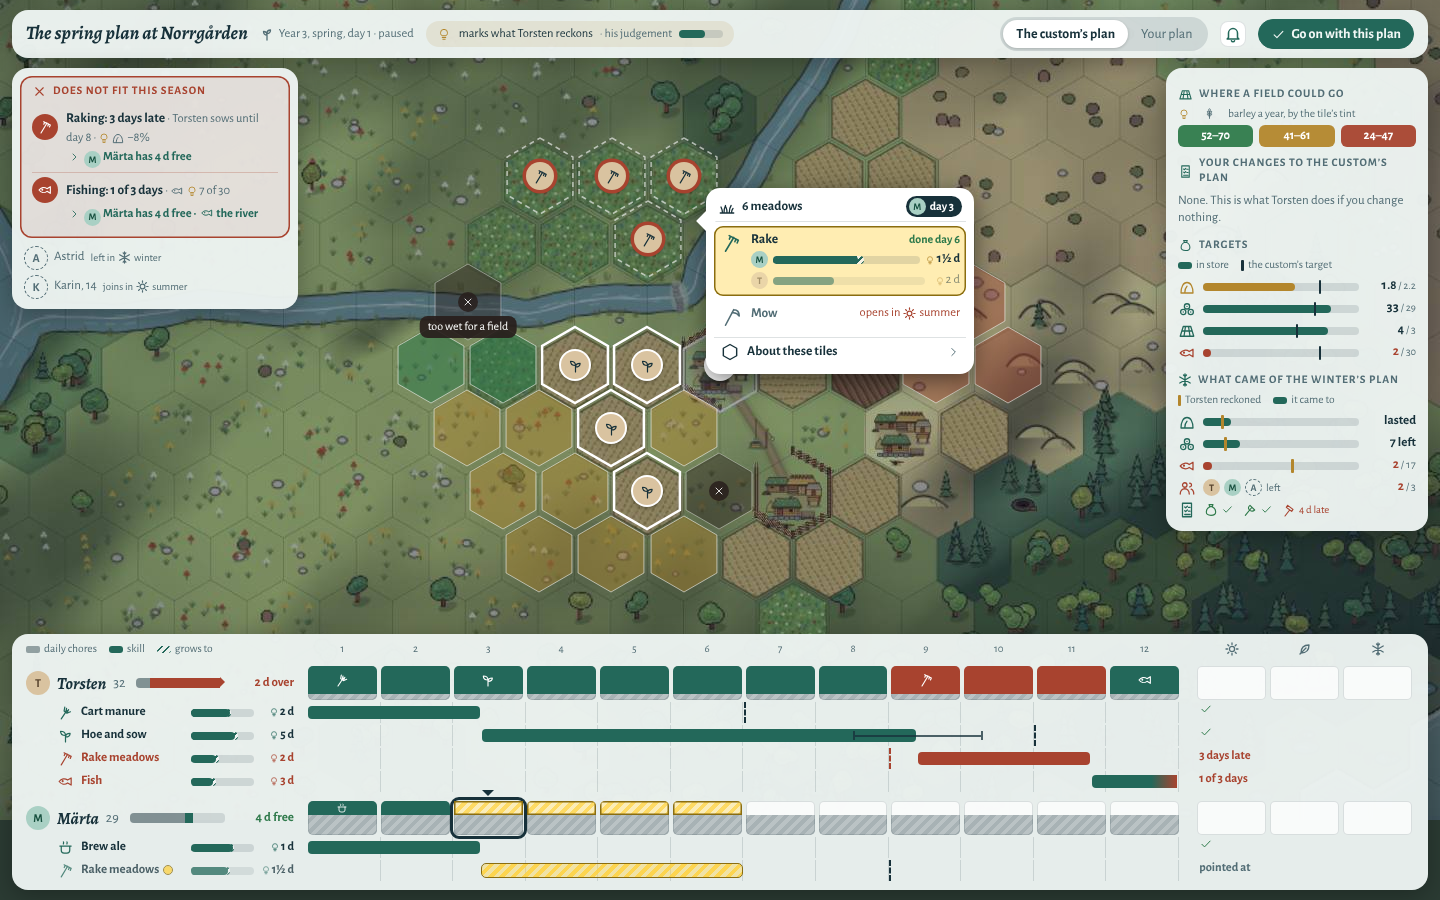 The spring plan at Norrgården
Year 3, spring, day 1 · paused
marks what Torsten reckons · his judgement
The custom's plan
Your plan
Go on with this plan
DOES NOT FIT THIS SEASON
Raking: 3 days late · Torsten sows until
day 8 · −8%
M Märta has 4 d free
Fishing: 1 of 3 days · 7 of 30
M Märta has 4 d free · the river
A Astrid left in winter
K Karin, 14 joins in summer
too wet for a field
6 meadows
M day 3
Rake
done day 6
M 1½ d
T 2 d
Mow
opens in summer
About these tiles
WHERE A FIELD COULD GO
barley a year, by the tile's tint
52–70
41–61
24–47
YOUR CHANGES TO THE CUSTOM'S
PLAN
None. This is what Torsten does if you change
nothing.
TARGETS
in store
the custom's target
1.8 / 2.2
33 / 29
4 / 3
2 / 30
WHAT CAME OF THE WINTER'S PLAN
Torsten reckoned
it came to
lasted
7 left
2 / 17
T M A left
2 / 3
4 d late
daily chores
skill
grows to
1 2 3 4 5 6 7 8 9 10 11 12
T Torsten 32
2 d over
Cart manure 2 d
Hoe and sow 5 d
Rake meadows 2 d
3 days late
Fish 3 d
1 of 3 days
M Märta 29
4 d free
Brew ale 1 d
Rake meadows 1½ d
pointed at